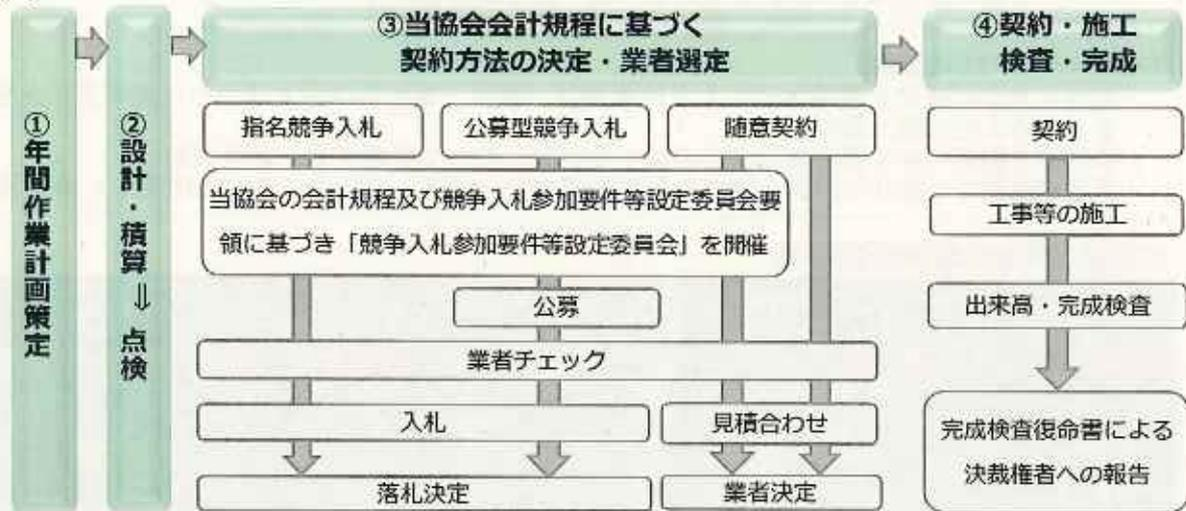 ①年間作業計画策定
②設計・積算 ⇒ 点検
③当協会会計規程に基づく
契約方法の決定・業者選定
指名競争入札
公募型競争入札
随意契約
当協会の会計規程及び競争入札参加要件等設定委員会要
領に基づき「競争入札参加要件等設定委員会」を開催
公募
業者チェック
入札
見積合わせ
落札決定
業者決定
④契約・施工
検査・完成
契約
工事等の施工
出来高・完成検査
完成検査復命書による
決裁権者への報告